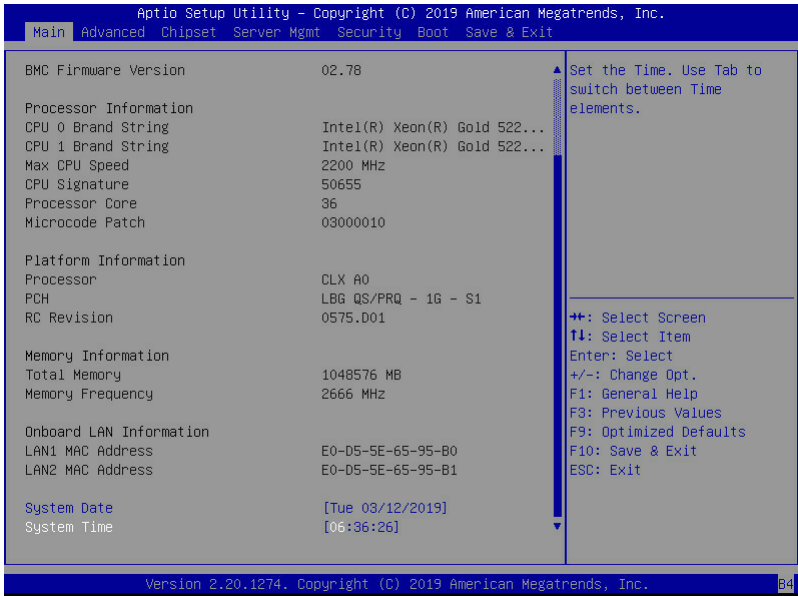 Aptio Setup Utility – Copyright (C) 2019 American Megatrends, Inc.
Main Advanced Chipset Server Mgmt Security Boot Save & Exit
BMC Firmware Version 02.78
Processor Information
CPU 0 Brand String Intel(R) Xeon(R) Gold 522...
CPU 1 Brand String Intel(R) Xeon(R) Gold 522...
Max CPU Speed 2200 MHz
CPU Signature 50655
Processor Core 36
Microcode Patch 03000010
Platform Information
Processor CLX A0
PCH LBG QS/PRQ - 1G - S1
RC Revision 0575.D01
Memory Information
Total Memory 1048576 MB
Memory Frequency 2666 MHz
Onboard LAN Information
LAN1 MAC Address E0-D5-5E-65-95-B0
LAN2 MAC Address E0-D5-5E-65-95-B1
System Date [Tue 03/12/2019]
System Time [06:36:26]
Set the Time. Use Tab to
switch between Time
elements.
→←: Select Screen
↑↓: Select Item
Enter: Select
+/-: Change Opt.
F1: General Help
F3: Previous Values
F9: Optimized Defaults
F10: Save & Exit
ESC: Exit
Version 2.20.1274. Copyright (C) 2019 American Megatrends, Inc.
B4